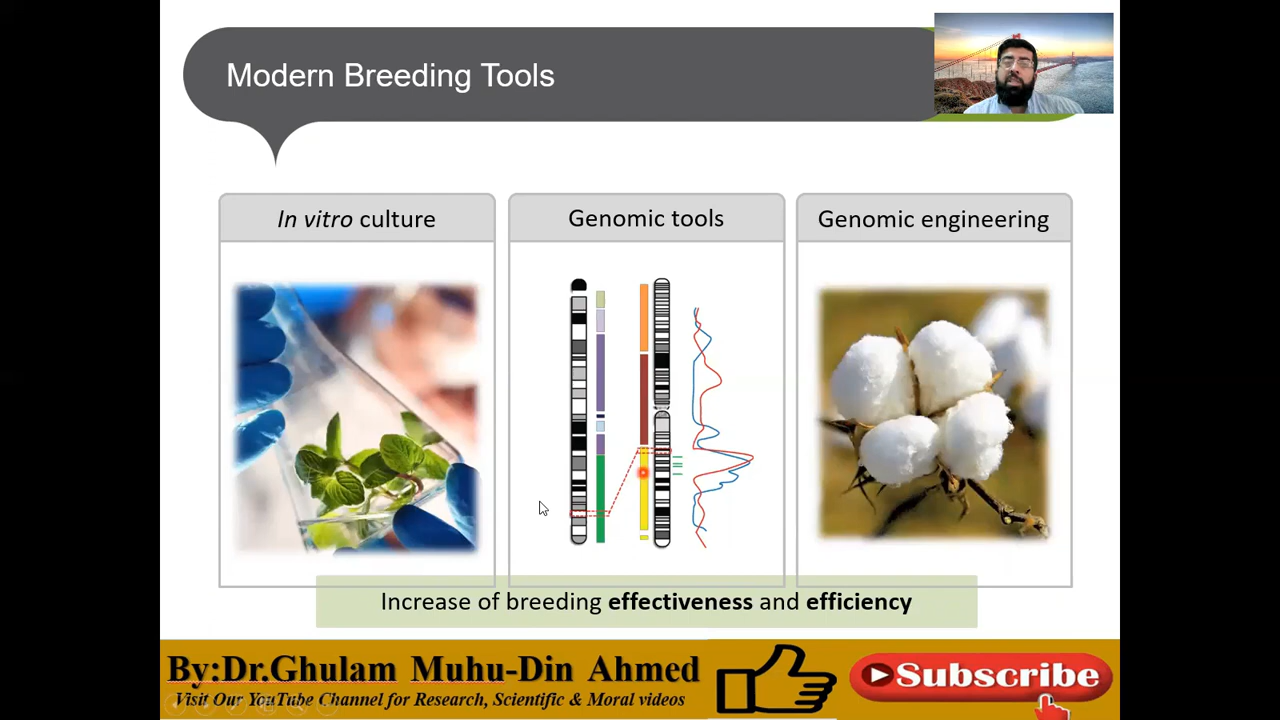 Modern Breeding Tools
In vitro culture
Genomic tools
Genomic engineering
Increase of breeding effectiveness and efficiency
By:Dr.Ghulam Muhu-Din Ahmed
Visit Our YouTube Channel for Research, Scientific & Moral videos
Subscribe